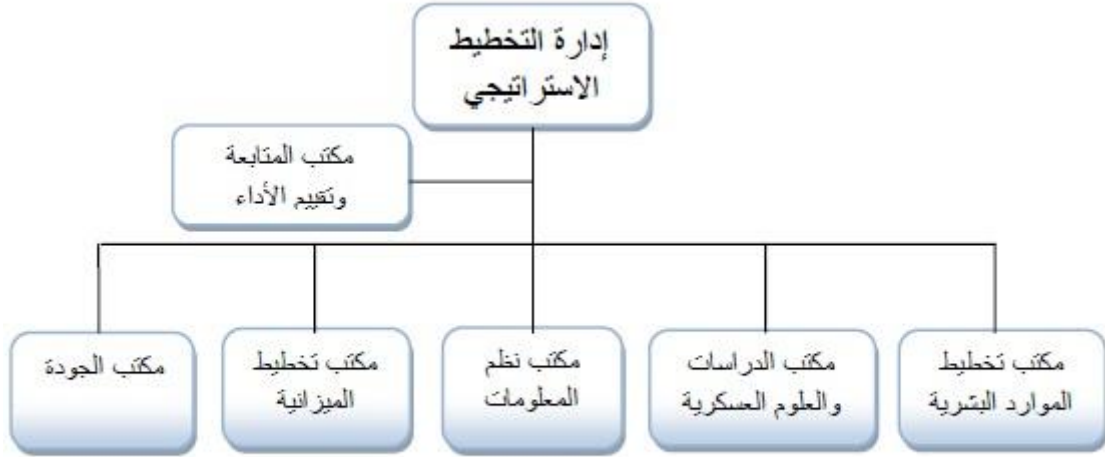 إدارة التخطيط
الاستراتيجي
مكتب المتابعة
وتقييم الأداء
مكتب تخطيط
الموارد البشرية
مكتب الدراسات
والعلوم العسكرية
مكتب نظم
المعلومات
مكتب تخطيط
الميزانية
مكتب الجودة